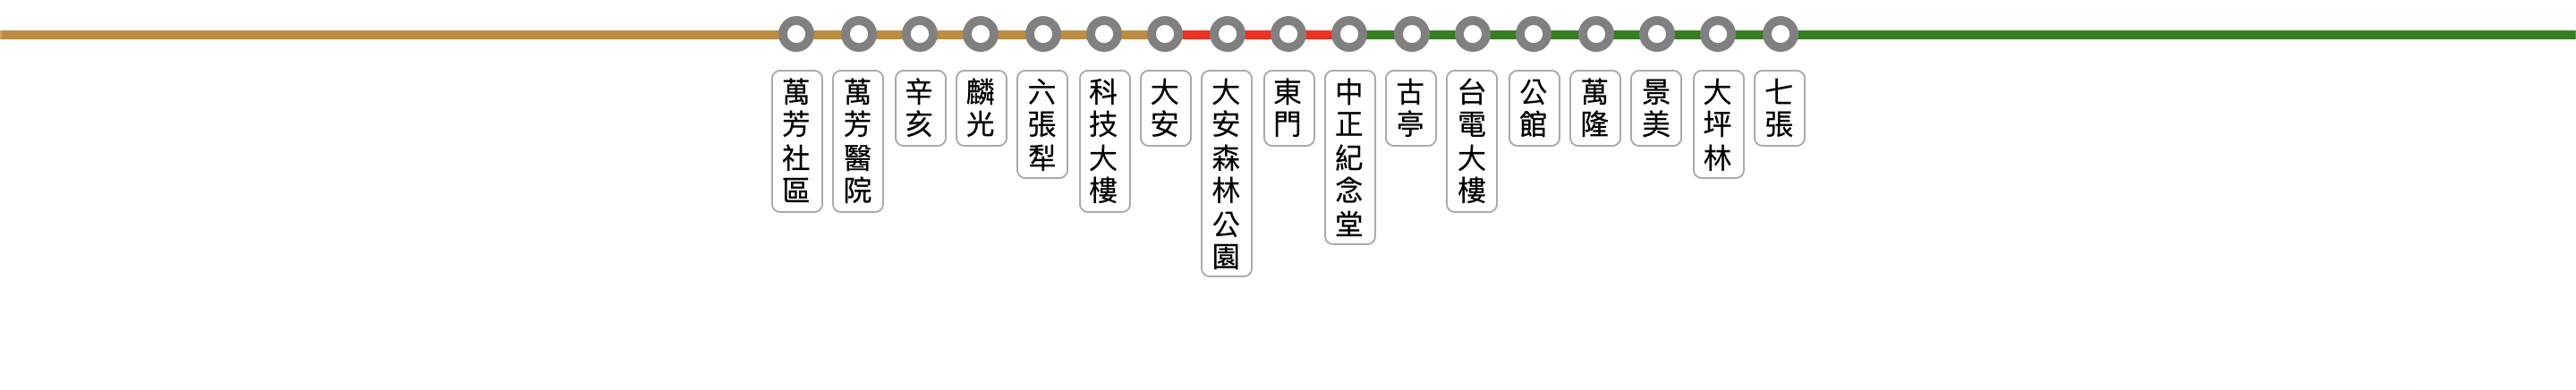 萬芳社區
萬芳醫院
辛亥
麟光
六張犁
科技大樓
大安
大安森林公園
東門
中正紀念堂
古亭
台電大樓
公館
萬隆
景美
大坪林
七張